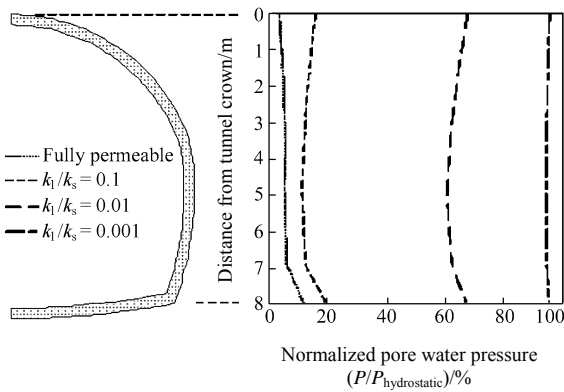 Fully permeable
k₁/kₛ = 0.1
k₁/kₛ = 0.01
k₁/kₛ = 0.001
Distance from tunnel crown/m
0
1
2
3
4
5
6
7
8
0 20 40 60 80 100
Normalized pore water pressure
(P/Phydrostatic)/%